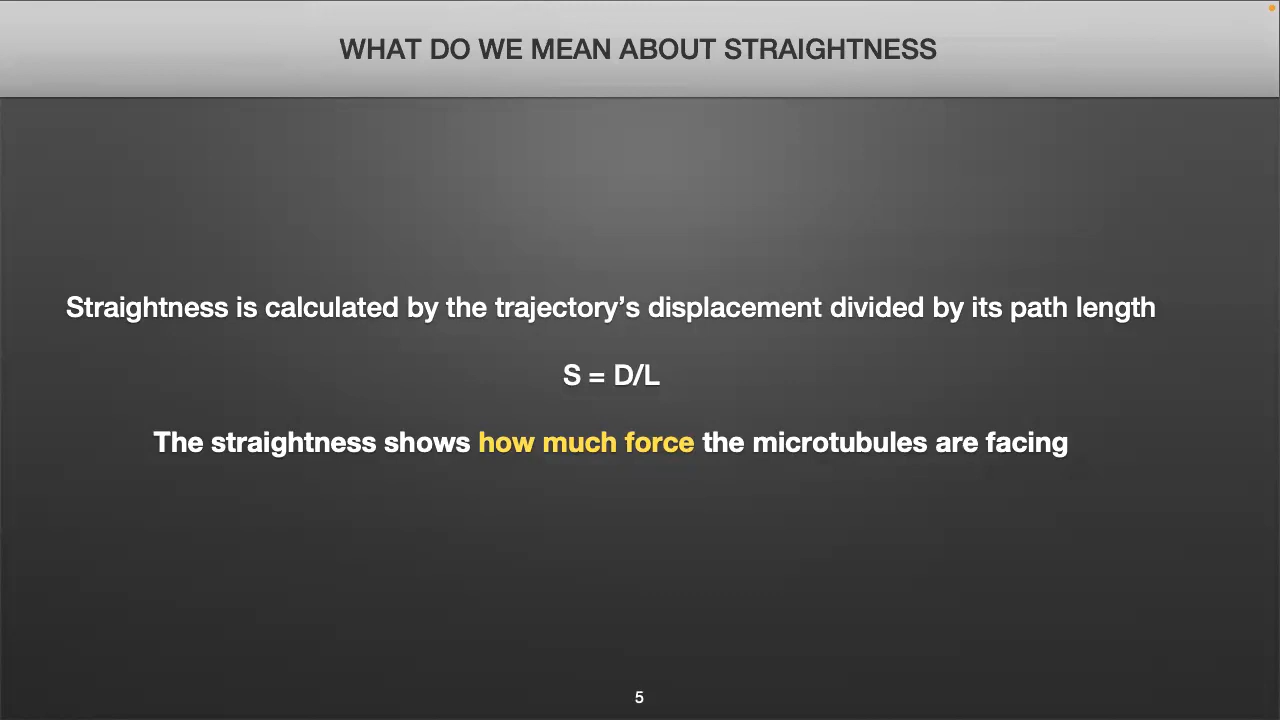 WHAT DO WE MEAN ABOUT STRAIGHTNESS
Straightness is calculated by the trajectory’s displacement divided by its path length
S = D/L
The straightness shows how much force the microtubules are facing
5